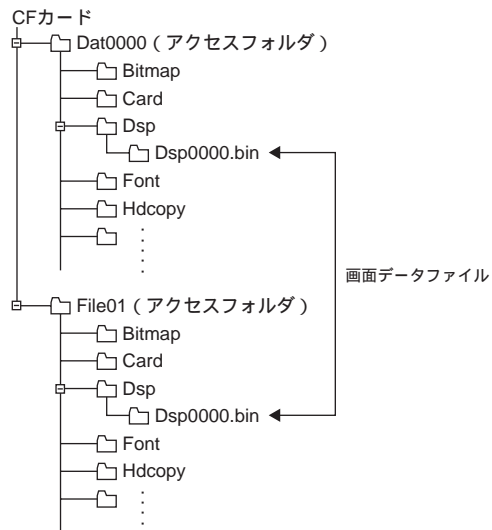 CFカード
Dat0000（アクセスフォルダ）
Bitmap
Card
Dsp
Dsp0000.bin
Font
Hdcopy
画面データファイル
File01（アクセスフォルダ）
Bitmap
Card
Dsp
Dsp0000.bin
Font
Hdcopy